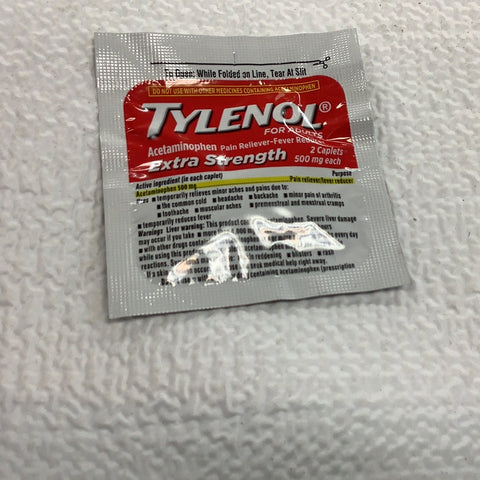 To Open: While Folded on Line, Tear At Slit
DO NOT USE WITH OTHER MEDICINES CONTAINING ACETAMINOPHEN
TYLENOL®
FOR ADULTS
Acetaminophen Pain Reliever-Fever Reducer
2 Caplets
Extra Strength 500 mg each
Active ingredient (in each caplet) Purpose
Acetaminophen 500 mg Pain reliever/fever reducer
■ temporarily relieves minor aches and pains due to:
■ the common cold ■ headache ■ backache ■ minor pain of arthritis
■ toothache ■ muscular aches ■ premenstrual and menstrual cramps
■ temporarily reduces fever
Warnings Liver warning: This product contains acetaminophen. Severe liver damage
may occur if you take ■ more
with other drugs containing every day
while using this product
reactions. reddening ■ blisters ■ rash
If a skin seek medical help right away.
containing acetaminophen (prescription